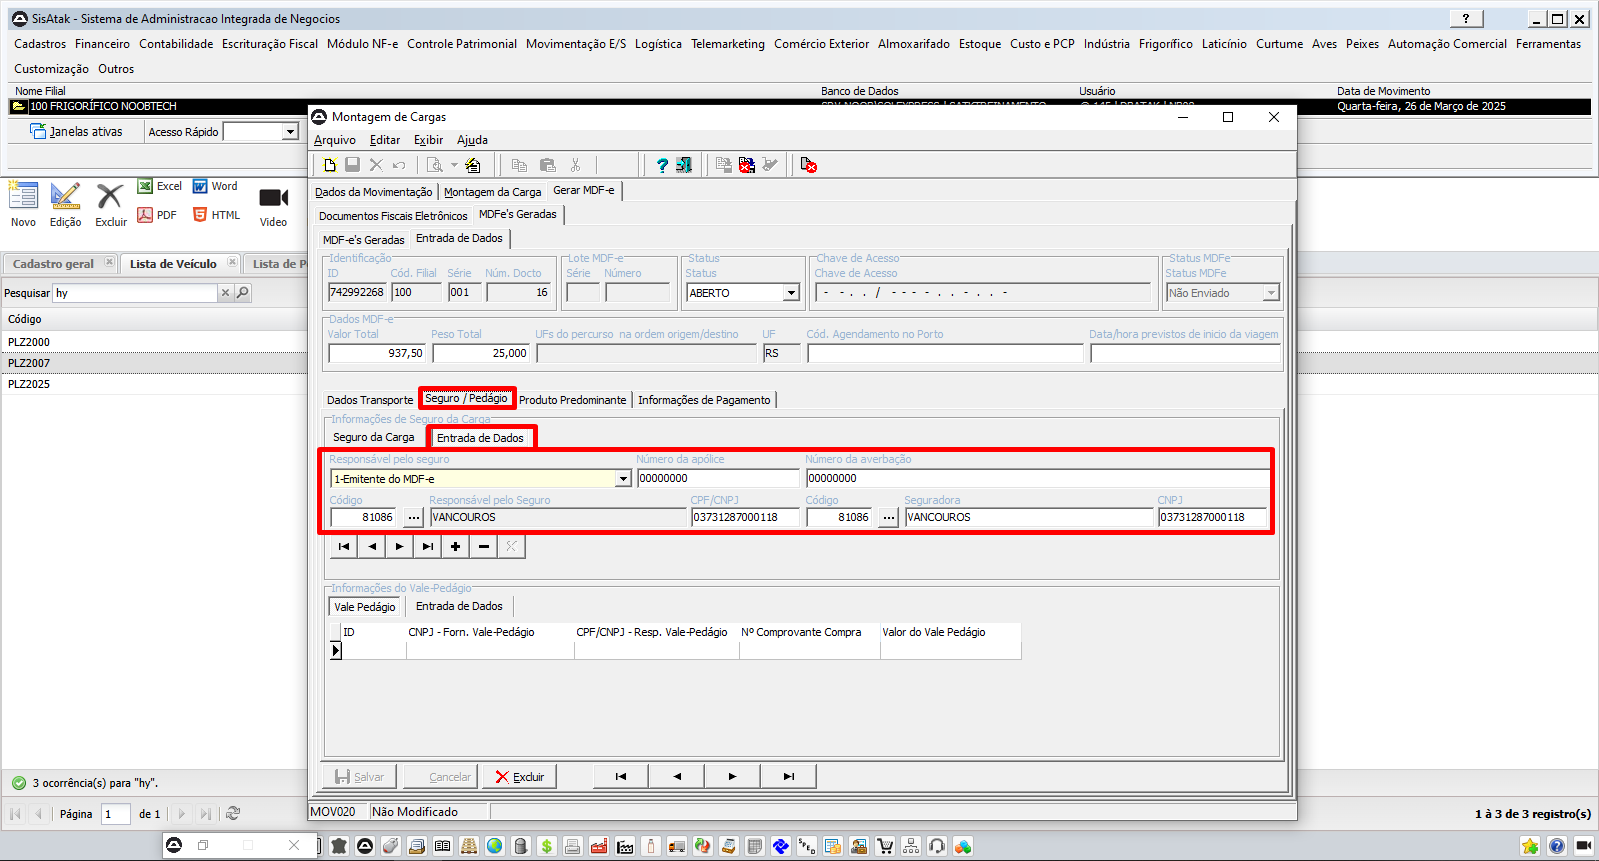 SisAtak - Sistema de Administracao Integrada de Negocios
Cadastros Financeiro Contabilidade Escrituração Fiscal Módulo NF-e Controle Patrimonial Movimentação E/S Logística Telemarketing Comércio Exterior Almoxarifado Estoque Custo e PCP Indústria Frigorífico Laticínio Curtume Aves Peixes Automação Comercial Ferramentas
Customização Outros
Nome Filial Banco de Dados Usuário Data de Movimento
100 FRIGORÍFICO NOOBTECH Quarta-feira, 26 de Março de 2025
Janelas ativas Acesso Rápido
Montagem de Cargas
Arquivo Editar Exibir Ajuda
Novo Edição Excluir Excel Word PDF HTML Video
Dados da Movimentação Montagem da Carga Gerar MDF-e
Documentos Fiscais Eletrônicos MDFe's Geradas
MDF-e's Geradas Entrada de Dados
Cadastro geral Lista de Veículo Lista de P
Pesquisar hy
Código
PLZ2000
PLZ2007
PLZ2025
Identificação Lote MDF-e Status Chave de Acesso Status MDFe
ID Cód. Filial Série Núm. Docto Série Número Status Chave de Acesso Status MDFe
742992268 100 001 16 ABERTO - - . . / - - - - . . - . . - Não Enviado
Dados MDF-e
Valor Total Peso Total UFs do percurso na ordem origem/destino UF Cód. Agendamento no Porto Data/hora previstos de inicio da viagem
937,50 25,000 RS
Dados Transporte Seguro / Pedágio Produto Predominante Informações de Pagamento
Informações de Seguro da Carga
Seguro da Carga Entrada de Dados
Responsável pelo seguro Número da apólice Número da averbação
1-Emitente do MDF-e 00000000 00000000
Código Responsável pelo Seguro CPF/CNPJ Código Seguradora CNPJ
81086 ... VANCOUROS 03731287000118 81086 ... VANCOUROS 03731287000118
Informações do Vale-Pedágio
Vale Pedágio Entrada de Dados
ID CNPJ - Forn. Vale-Pedágio CPF/CNPJ - Resp. Vale-Pedágio Nº Comprovante Compra Valor do Vale Pedágio
Salvar Cancelar Excluir
MOV020 Não Modificado
3 ocorrência(s) para "hy".
Página 1 de 1
1 à 3 de 3 registro(s)